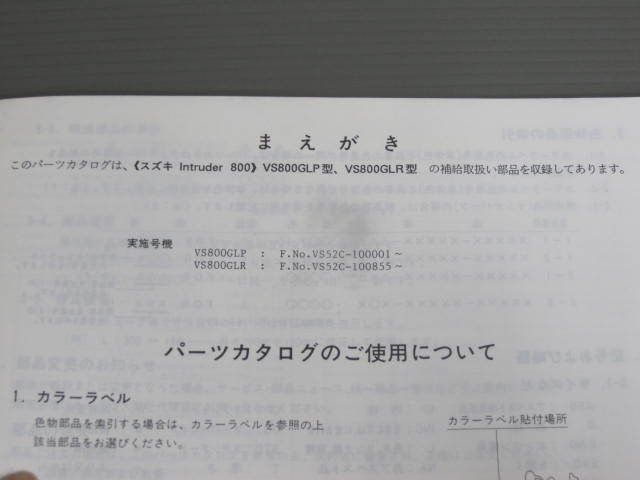 まえがき
このパーツカタログは、《スズキ Intruder 800》VS800GLP型、VS800GLR型 の補給取扱い部品を収録してあります。
実施号機
VS800GLP : F.No.VS52C-100001～
VS800GLR : F.No.VS52C-100855～
パーツカタログのご使用について
1. カラーラベル
色物部品を索引する場合は、カラーラベルを参照の上
該当部品をお選びください。
カラーラベル貼付場所